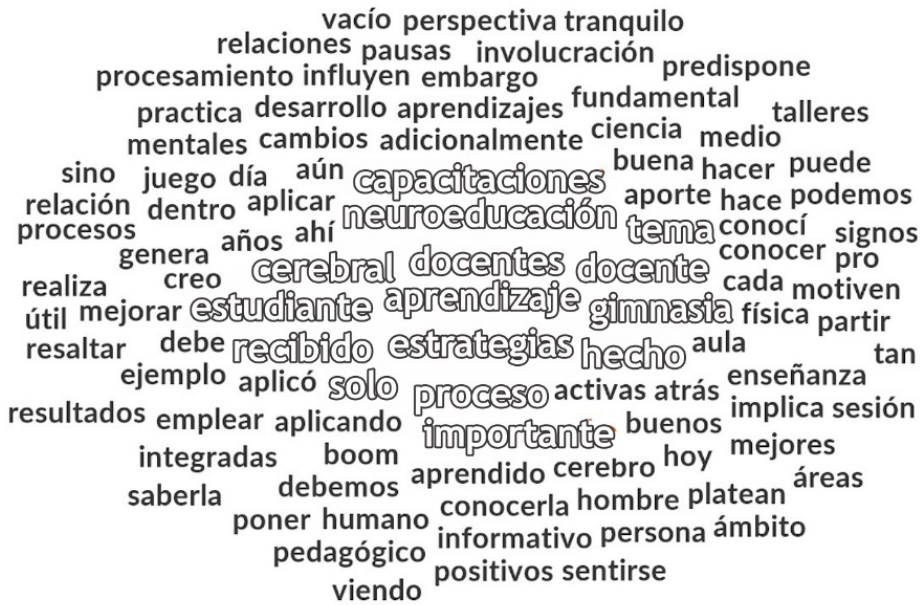 vacío perspectiva tranquilo
relaciones pausas involucración
procesamiento influyen embargo predispone
practica desarrollo aprendizajes fundamental talleres
mentales cambios adicionalmente ciencia medio
sino juego día aún capacitaciones buena hacer puede
relación dentro aplicar neuroeducación aporte hace podemos
procesos genera años ahí tema conocí signos
creo cerebral docentes docente conocer pro
realiza estudiante aprendizaje gimnasia cada motiven
útil mejorar física partir
resaltar debe recibido estrategias hecho aula tan
ejemplo aplicó solo proceso activas atrás enseñanza
resultados emplear aplicando importante buenos implica sesión
integradas boom aprendido cerebro hoy mejores
saberla debemos conocerla hombre platean áreas
poner humano informativo persona ámbito
pedagógico positivos sentirse
viendo